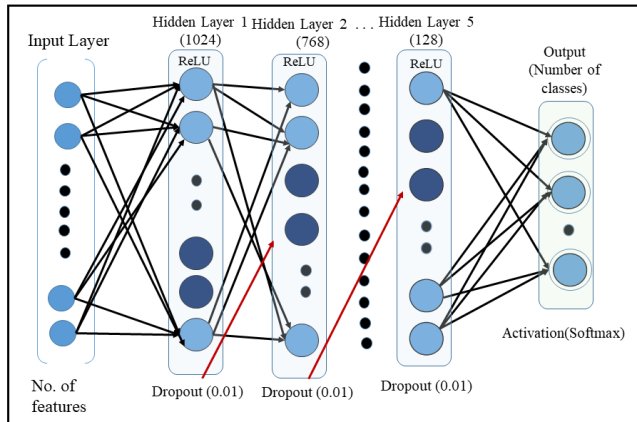 Input Layer
Hidden Layer 1
(1024)
Hidden Layer 2 . . .
(768)
Hidden Layer 5
(128)
Output
(Number of
classes)
ReLU
ReLU
ReLU
No. of
features
Dropout (0.01)
Dropout (0.01)
Dropout (0.01)
Activation(Softmax)